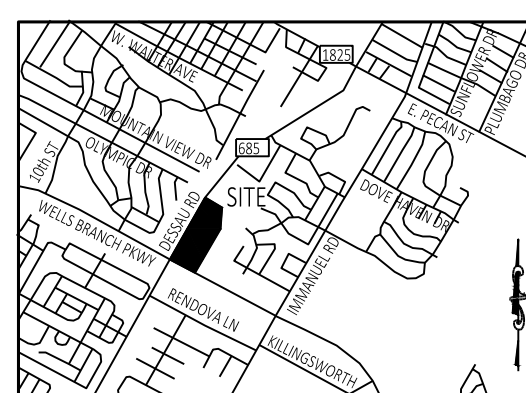 W. WALTER AVE
1825
SUNFLOWER DR
PLUMBAGO DR
MOUNTAIN VIEW DR
E. PECAN ST
OLYMPIC DR
685
10th ST
DESSAU RD
SITE
DOVE HAVEN DR
WELLS BRANCH PKWY
IMMANUEL RD
RENDOVA LN
KILLINGSWORTH